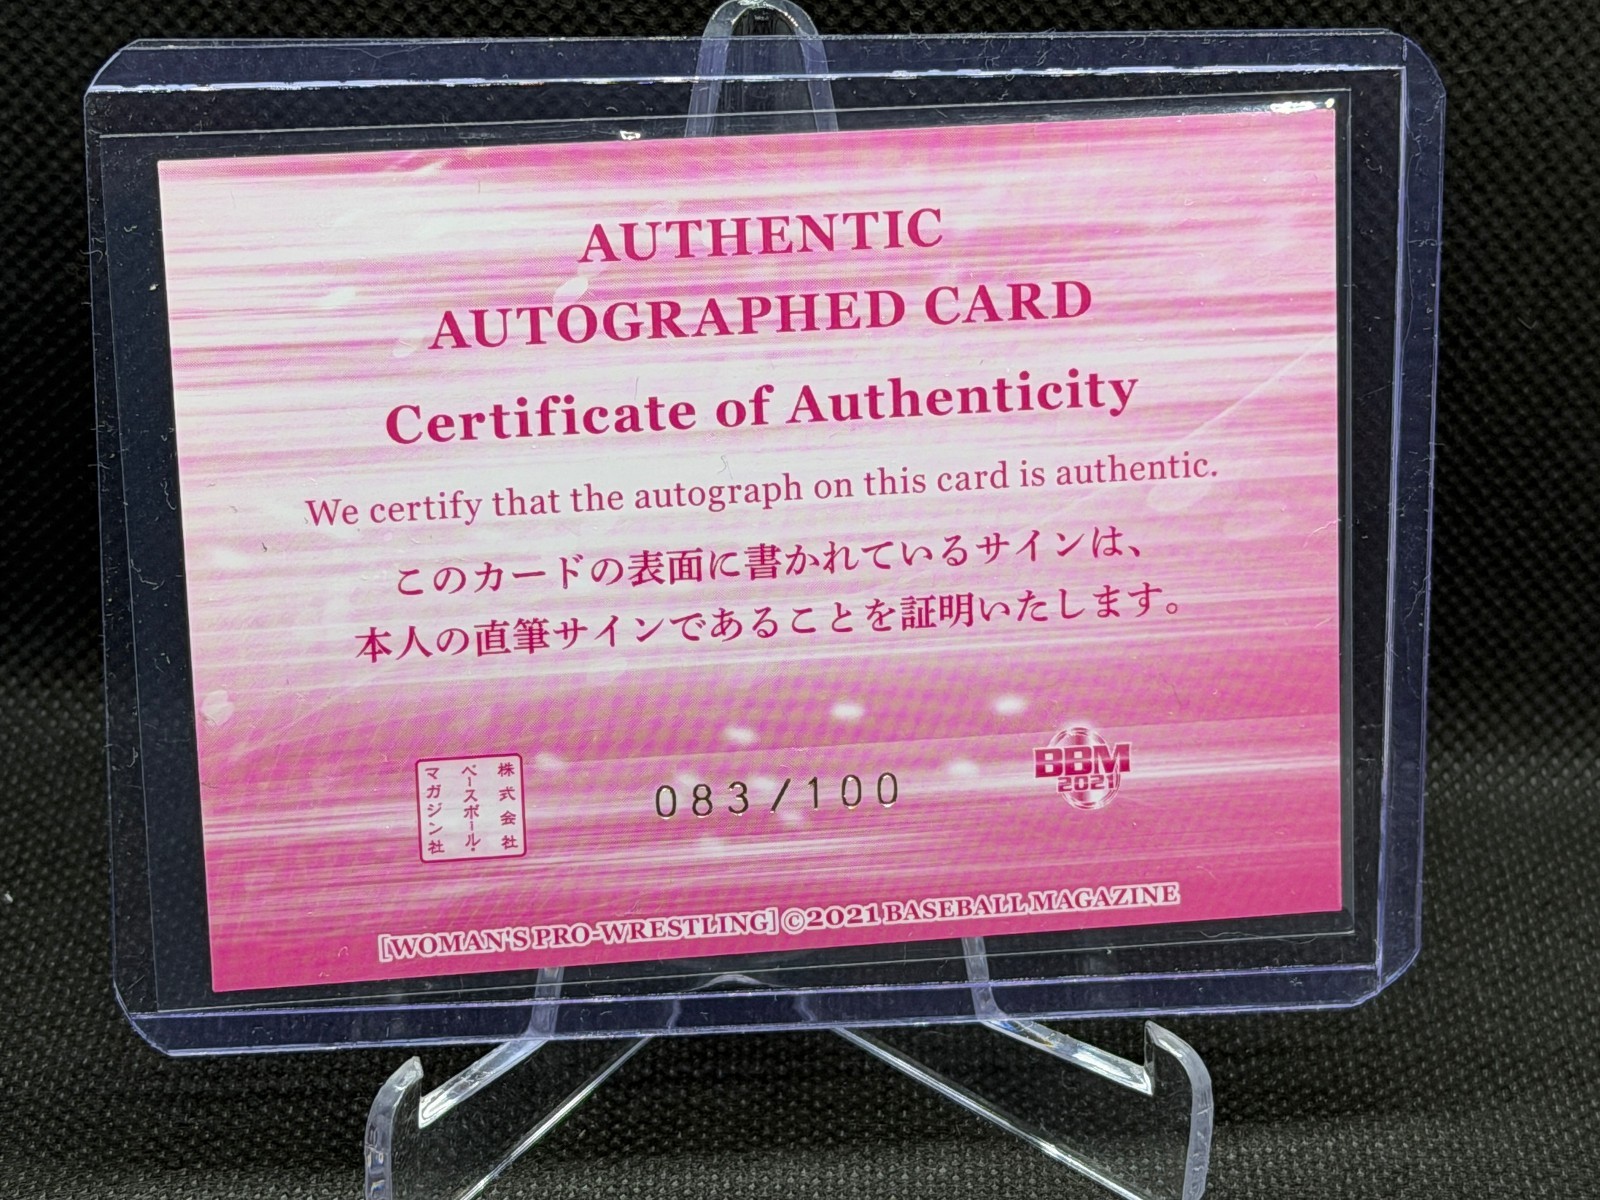 AUTHENTIC
AUTOGRAPHED CARD
Certificate of Authenticity
We certify that the autograph on this card is authentic.
このカードの表面に書かれているサインは、
本人の直筆サインであることを証明いたします。
株式会社
ベースボール・
マガジン社
083/100
BBM
2021
[WOMAN'S PRO-WRESTLING] ©2021 BASEBALL MAGAZINE